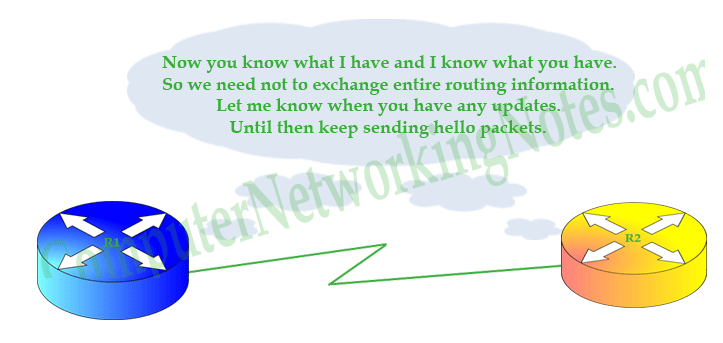 Now you know what I have and I know what you have.
So we need not to exchange entire routing information.
Let me know when you have any updates.
Until then keep sending hello packets.
ComputerNetworkingNotes.com
R1
R2